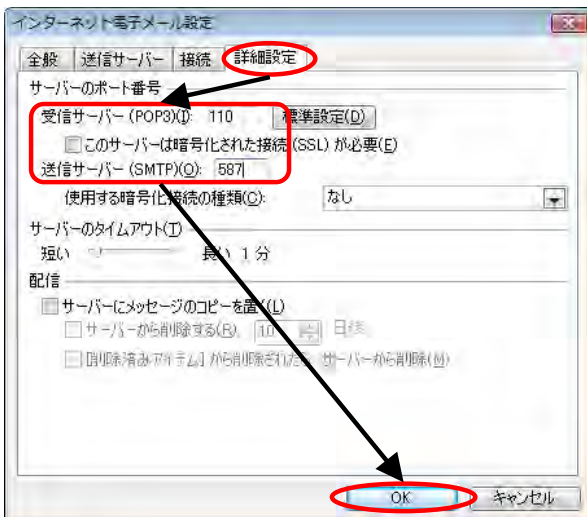 インターネット電子メール設定
全般 送信サーバー 接続 詳細設定
サーバーのポート番号
受信サーバー (POP3)(I): 110 標準設定(D)
このサーバーは暗号化された接続 (SSL) が必要(E)
送信サーバー (SMTP)(O): 587
使用する暗号化接続の種類(C): なし
サーバーのタイムアウト(T)
短い 長い 1 分
配信
サーバーにメッセージのコピーを置く(L)
サーバーから削除する(R) 10 日後
[削除済みアイテム] から削除されたら、サーバーから削除(M)
OK キャンセル